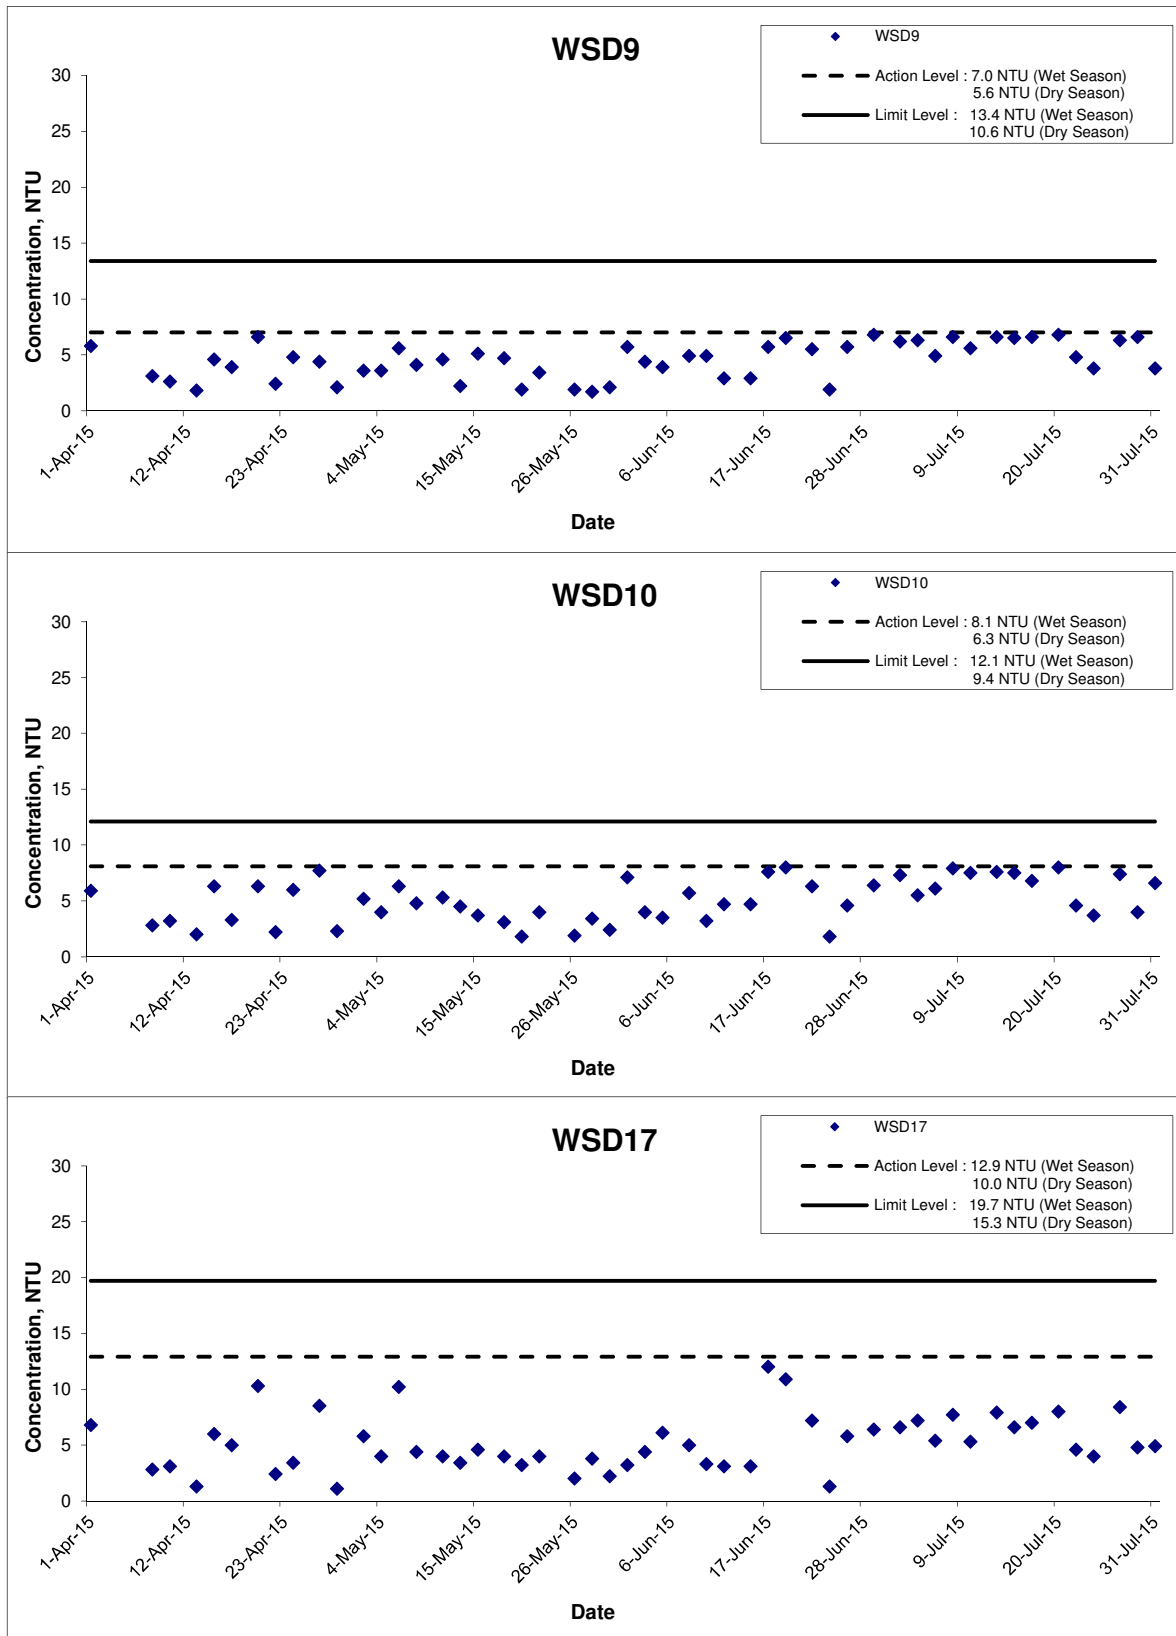 WSD9
WSD9
Action Level : 7.0 NTU (Wet Season)
5.6 NTU (Dry Season)
Limit Level : 13.4 NTU (Wet Season)
10.6 NTU (Dry Season)
Concentration, NTU
30
25
20
15
10
5
0
1-Apr-15
12-Apr-15
23-Apr-15
4-May-15
15-May-15
26-May-15
6-Jun-15
17-Jun-15
28-Jun-15
9-Jul-15
20-Jul-15
31-Jul-15
Date
WSD10
WSD10
Action Level : 8.1 NTU (Wet Season)
6.3 NTU (Dry Season)
Limit Level : 12.1 NTU (Wet Season)
9.4 NTU (Dry Season)
Concentration, NTU
30
25
20
15
10
5
0
1-Apr-15
12-Apr-15
23-Apr-15
4-May-15
15-May-15
26-May-15
6-Jun-15
17-Jun-15
28-Jun-15
9-Jul-15
20-Jul-15
31-Jul-15
Date
WSD17
WSD17
Action Level : 12.9 NTU (Wet Season)
10.0 NTU (Dry Season)
Limit Level : 19.7 NTU (Wet Season)
15.3 NTU (Dry Season)
Concentration, NTU
30
25
20
15
10
5
0
1-Apr-15
12-Apr-15
23-Apr-15
4-May-15
15-May-15
26-May-15
6-Jun-15
17-Jun-15
28-Jun-15
9-Jul-15
20-Jul-15
31-Jul-15
Date